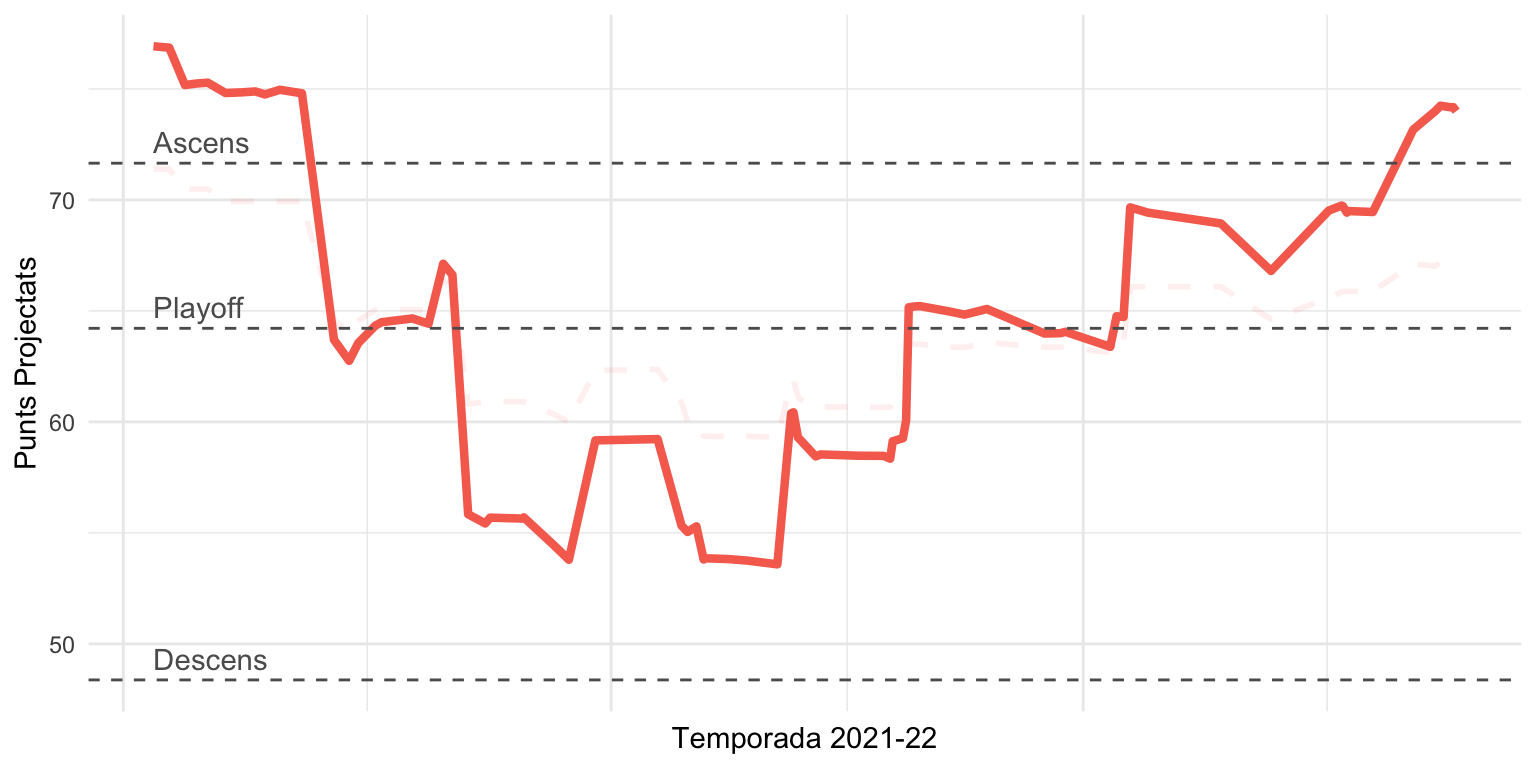 Ascens
70
Playoff
Punts Projectats
60
50
Descens
Temporada 2021-22